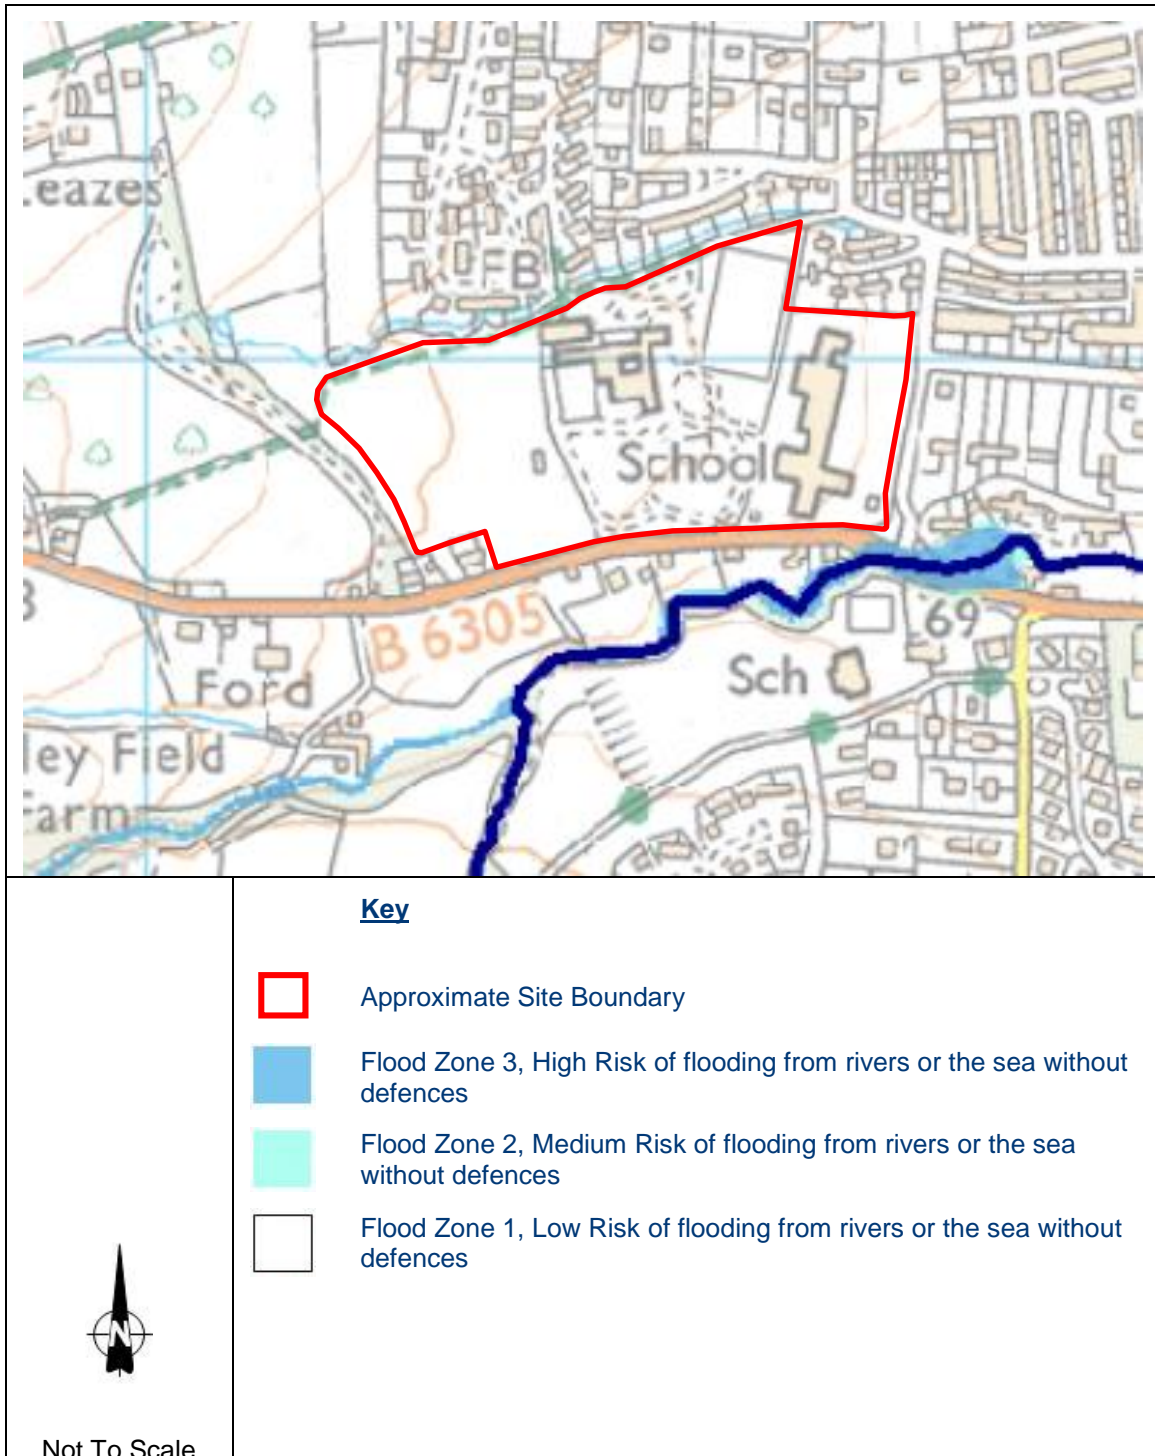 eazes
FB
School
B 6305
69
Ford
Sch
ley Field
Farm
Key
Approximate Site Boundary
Flood Zone 3, High Risk of flooding from rivers or the sea without
defences
Flood Zone 2, Medium Risk of flooding from rivers or the sea
without defences
Flood Zone 1, Low Risk of flooding from rivers or the sea without
defences
N
Not To Scale